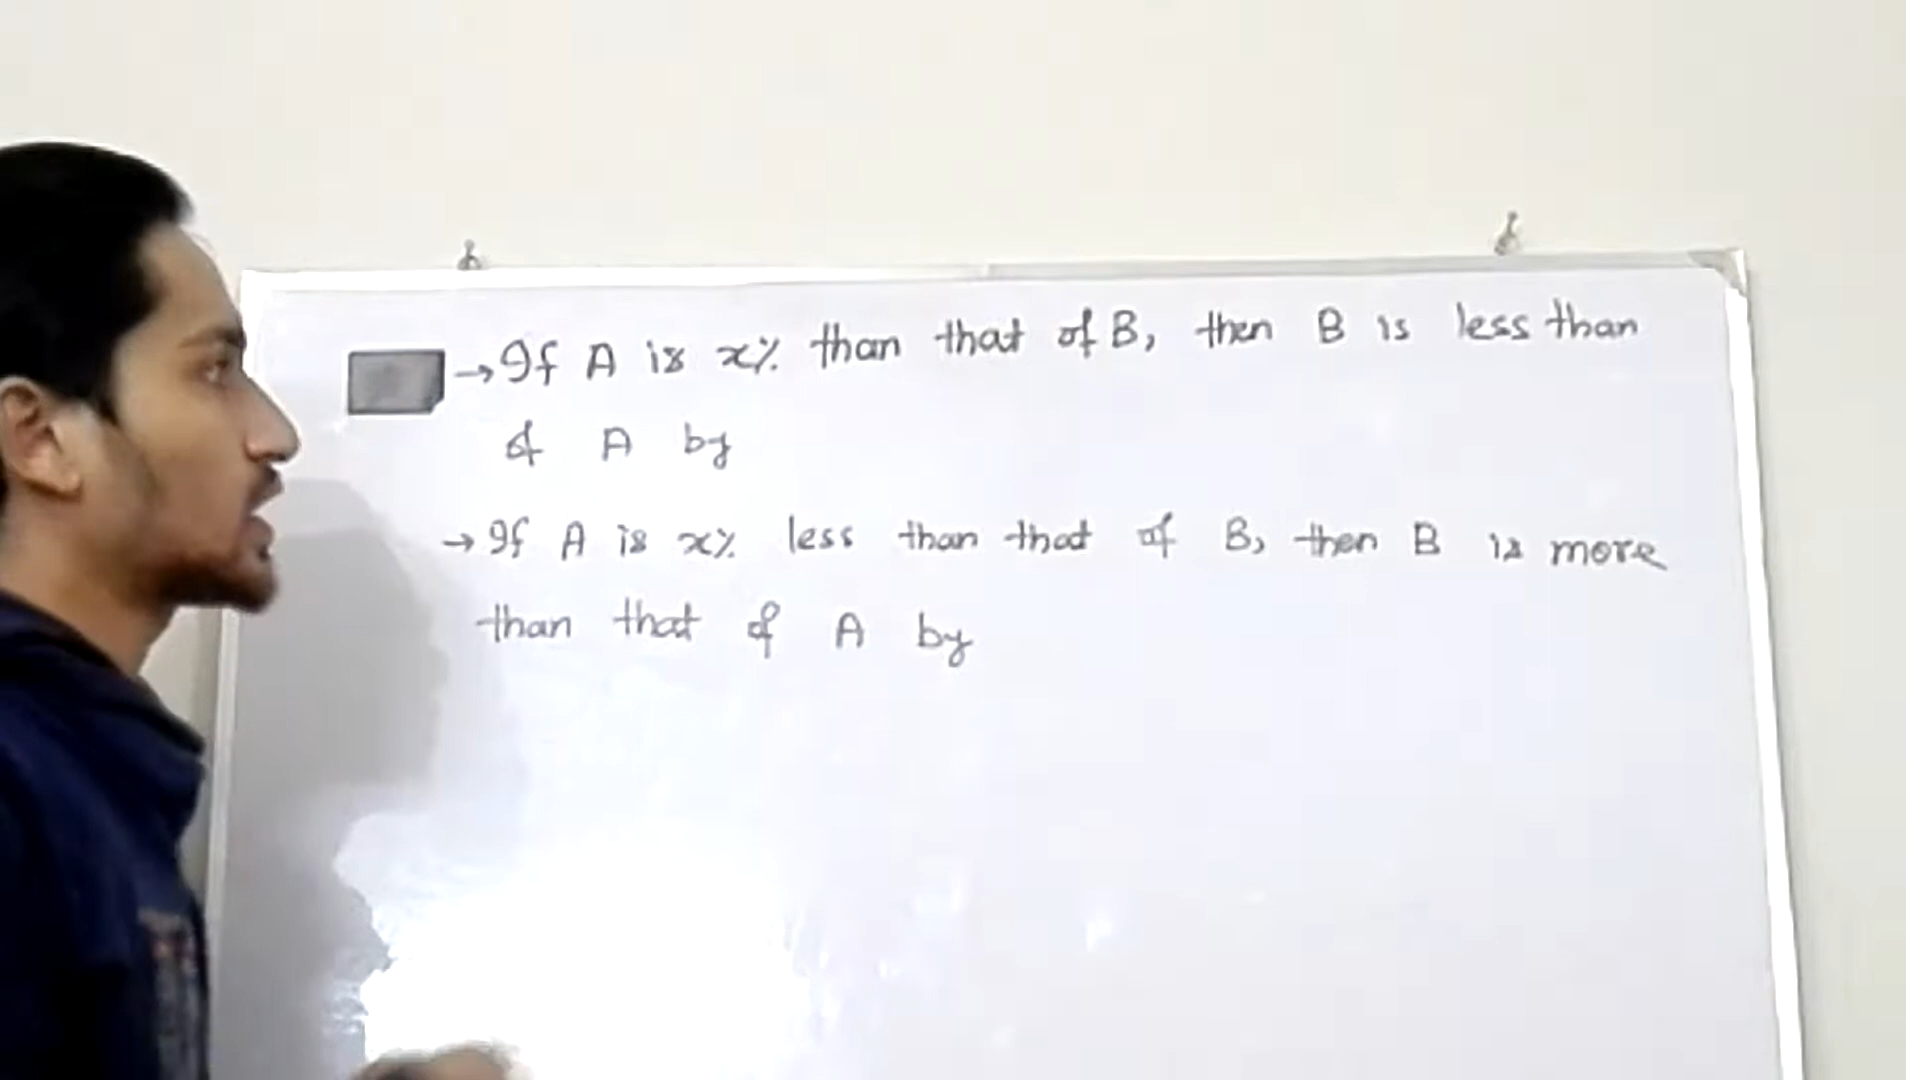 → If A is x% than that of B, then B is less than
of A by
→ If A is x% less than that of B, then B is more
than that of A by